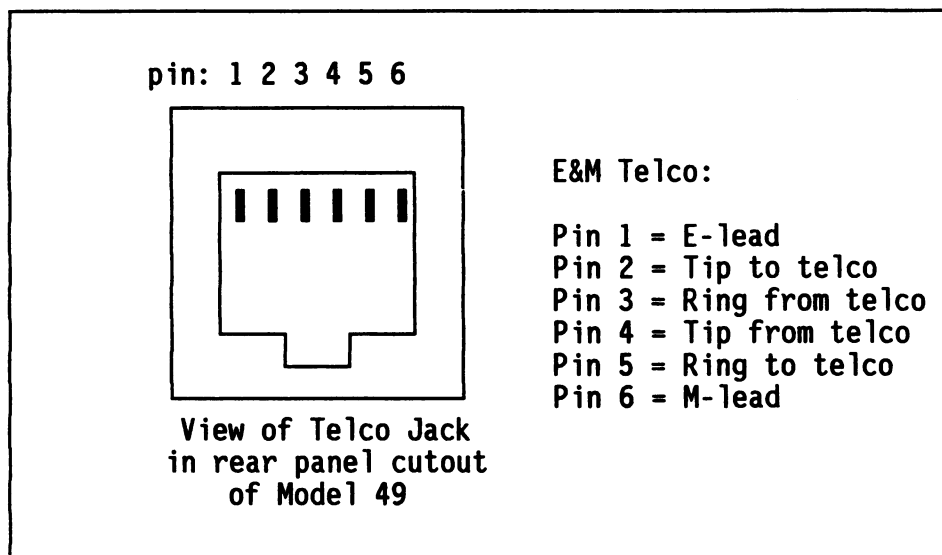 pin: 1 2 3 4 5 6
E&M Telco:
Pin 1 = E-lead
Pin 2 = Tip to telco
Pin 3 = Ring from telco
Pin 4 = Tip from telco
Pin 5 = Ring to telco
Pin 6 = M-lead
View of Telco Jack
in rear panel cutout
of Model 49